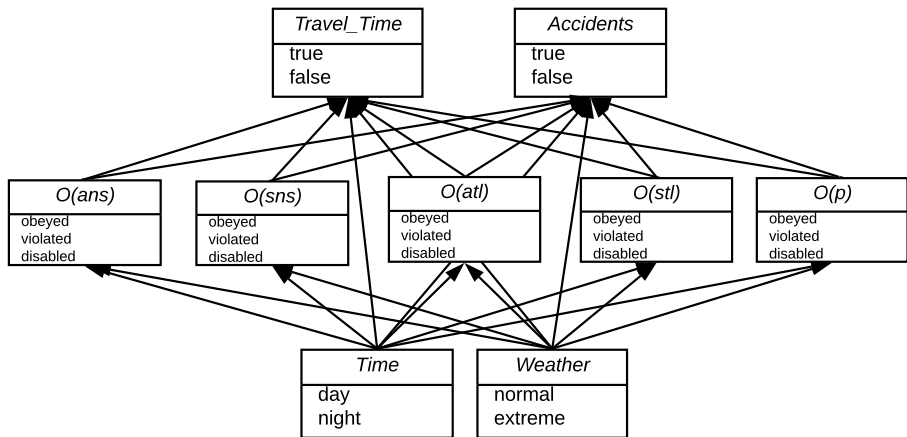 Travel_Time
true
false
Accidents
true
false
O(ans)
obeyed
violated
disabled
O(sns)
obeyed
violated
disabled
O(atl)
obeyed
violated
disabled
O(stl)
obeyed
violated
disabled
O(p)
obeyed
violated
disabled
Time
day
night
Weather
normal
extreme